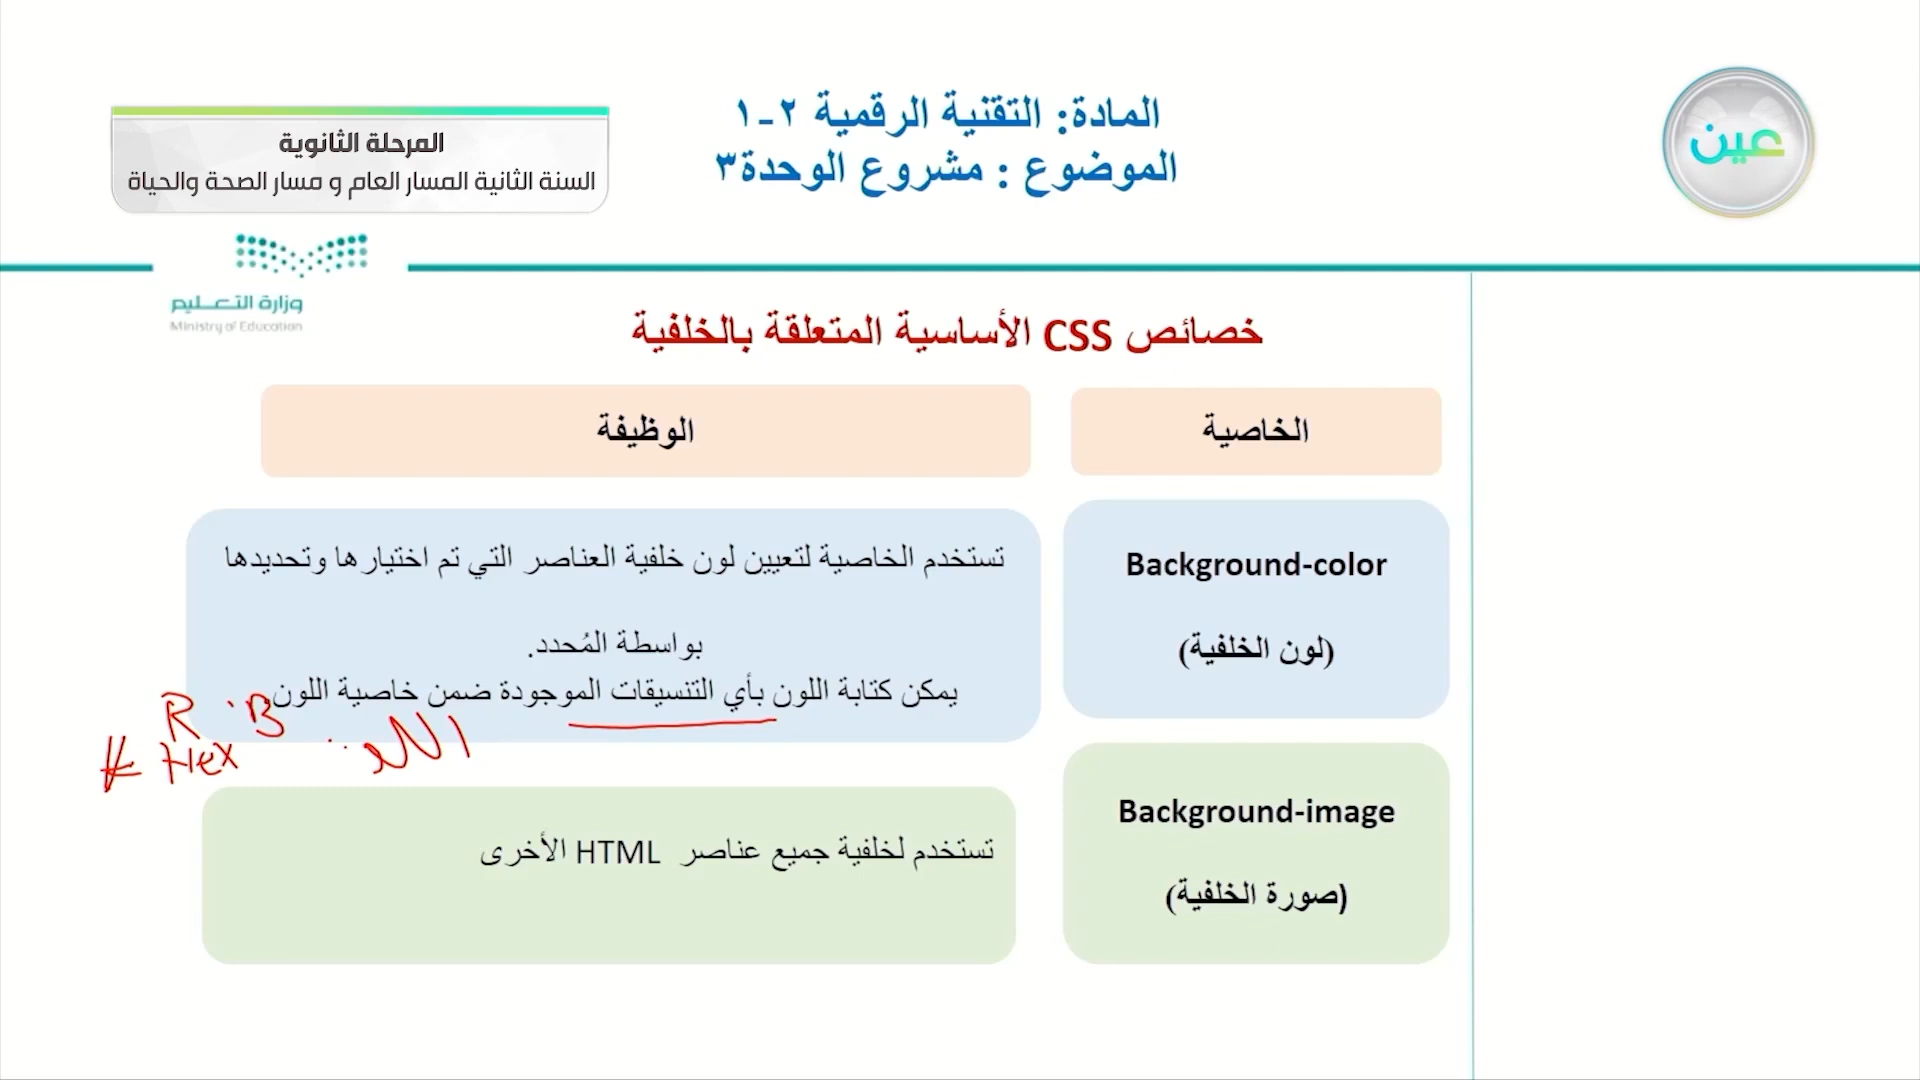 المادة: التقنية الرقمية ٢-١
الموضوع : مشروع الوحدة٣
عين
المرحلة الثانوية
السنة الثانية المسار العام و مسار الصحة والحياة
وزارة التعليم
Ministry of Education
خصائص CSS الأساسية المتعلقة بالخلفية
الخاصية
الوظيفة
Background-color
(لون الخلفية)
تستخدم الخاصية لتعيين لون خلفية العناصر التي تم اختيارها وتحديدها
بواسطة المُحدد.
يمكن كتابة اللون بأي التنسيقات الموجودة ضمن خاصية اللون.
Hex
Background-image
(صورة الخلفية)
تستخدم لخلفية جميع عناصر HTML الأخرى